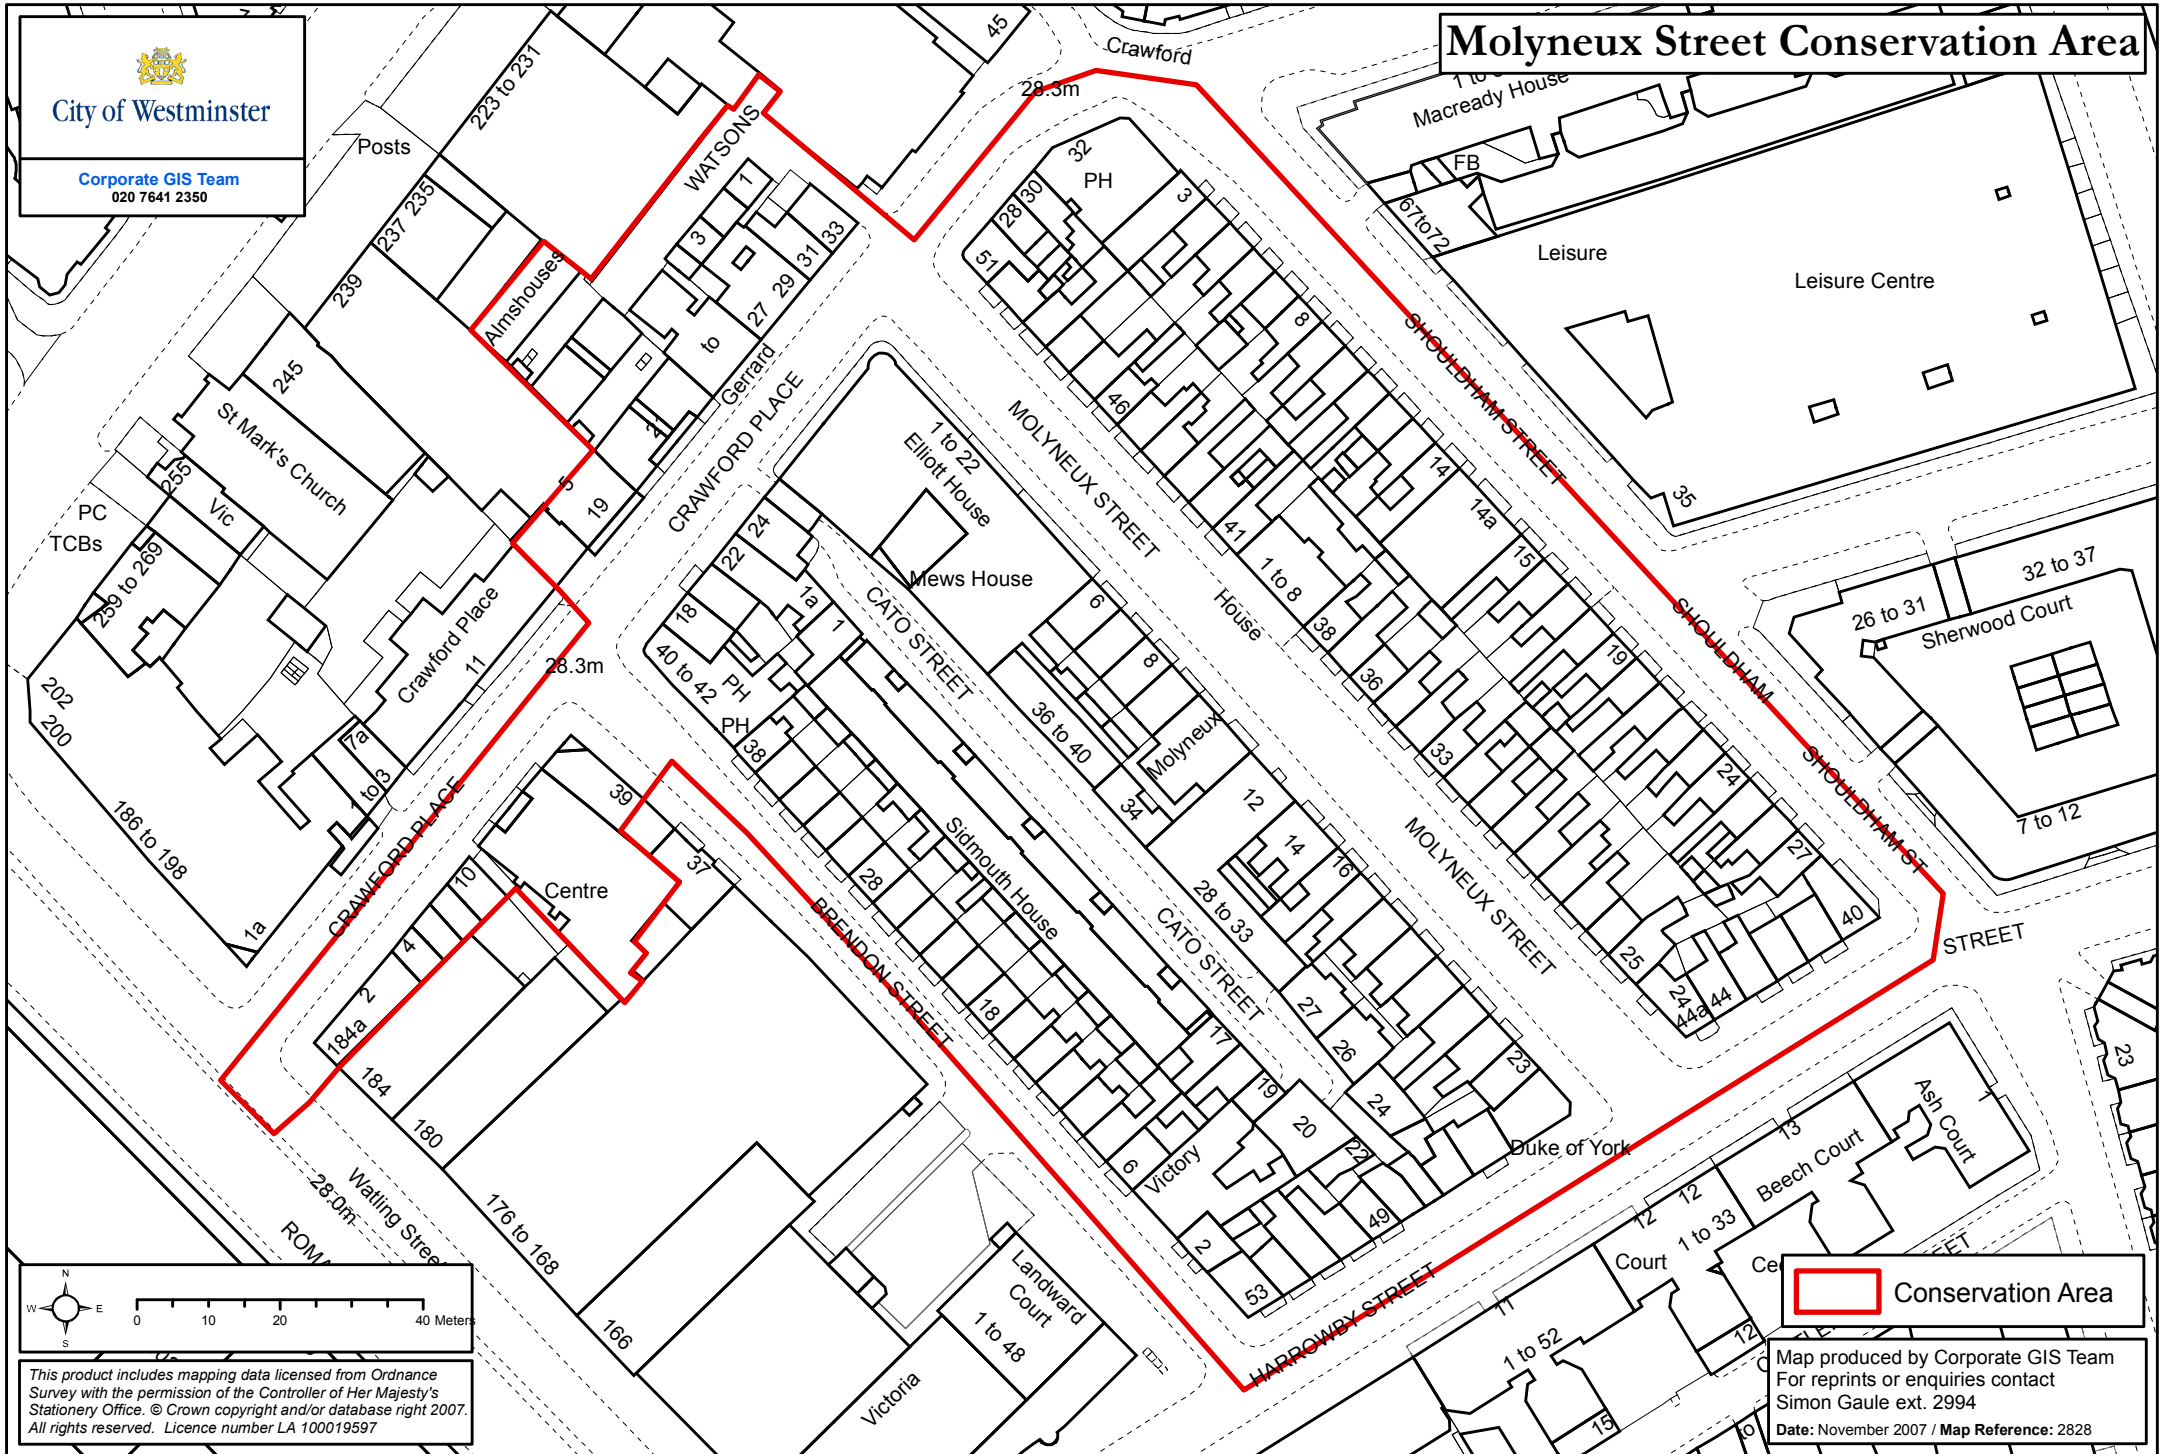 Molyneux Street Conservation Area
City of Westminster
Corporate GIS Team
020 7641 2350
Crawford
45
28.3m
223 to 231
Posts
WATSONS
235
237
239
245
Almshouses
1
3
33
31
29
27
to
Gerrard
CRAWFORD PLACE
5
19
St Mark's Church
255
Vic
PC
TCBs
259 to 269
Crawford Place
11
28.3m
202
200
186 to 198
7a
1 to3
1a
CRAWFORD PLACE
32
PH
30
28
51
3
8
46
41
14
14a
15
1 to 8
House
38
36
33
19
24
27
25
24
44a
44
40
Macready House
FB
67to72
Leisure
Leisure Centre
35
SHOULDHAM STREET
SHOULDHAM
SHOULDHAM ST
STREET
26 to 31
32 to 37
Sherwood Court
7 to 12
23
MOLYNEUX STREET
MOLYNEUX STREET
1 to 22
Elliott House
Mews House
24
22
18
40 to 42
PH
PH
38
1a
1
CATO STREET
36 to 40
34
6
8
Molyneux
12
14
16
28 to 33
27
26
24
23
CATO STREET
Sidmouth House
28
18
17
19
20
22
6
Victory
2
53
49
Duke of York
BRENDON STREET
HARROWBY STREET
39
37
Centre
10
4
2
184a
184
180
176 to 168
166
28.0m
Watling Stree
ROMA
Landward
Court
1 to 48
Victoria
11
1 to 52
15
12
12
13
Court
1 to 33
Beech Court
Ash Court
1
12
N
W
E
S
0 10 20 40 Meters
This product includes mapping data licensed from Ordnance
Survey with the permission of the Controller of Her Majesty's
Stationery Office. © Crown copyright and/or database right 2007.
All rights reserved. Licence number LA 100019597
Conservation Area
Map produced by Corporate GIS Team
For reprints or enquiries contact
Simon Gaule ext. 2994
Date: November 2007 / Map Reference: 2828